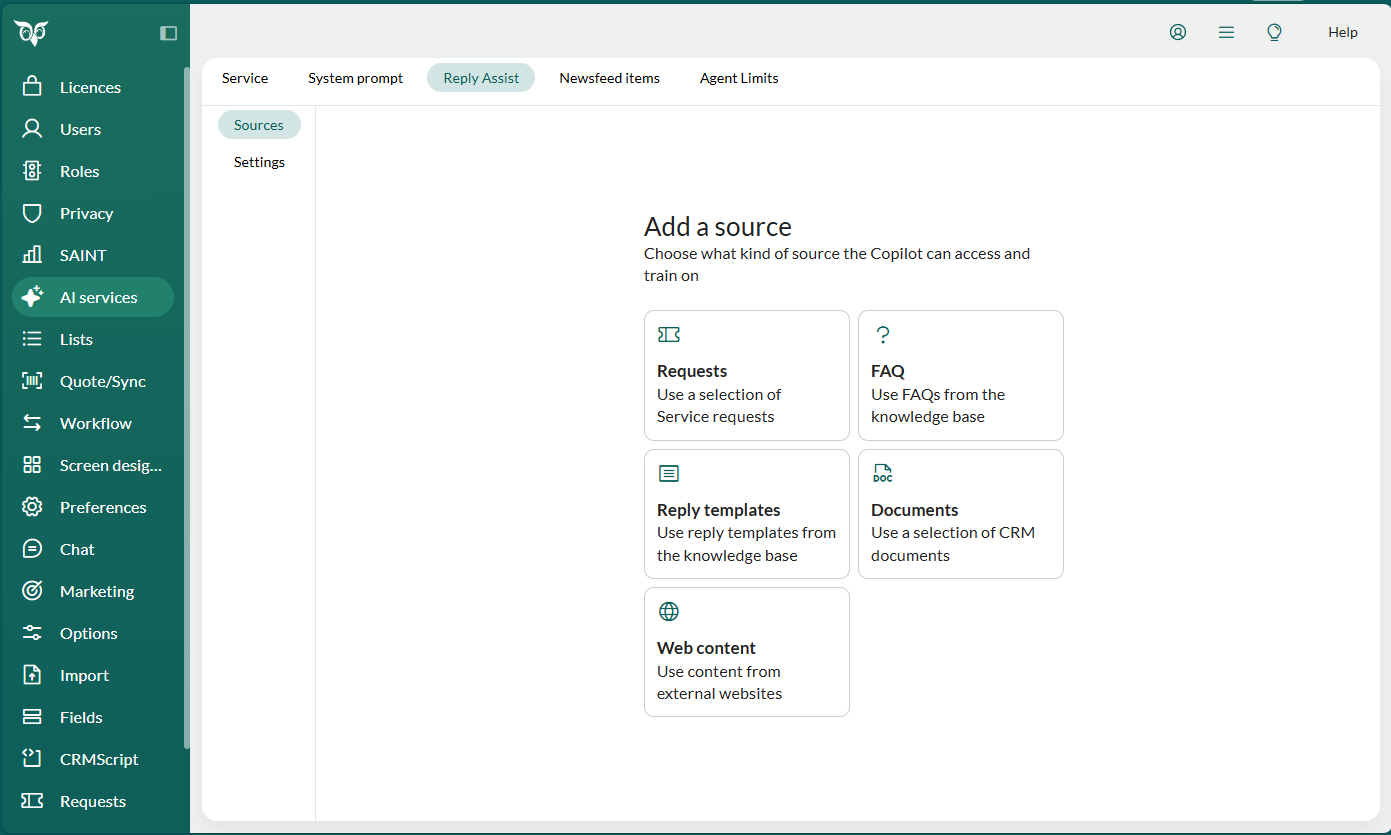 Help
Licences
Users
Roles
Privacy
SAINT
AI services
Lists
Quote/Sync
Workflow
Screen desig...
Preferences
Chat
Marketing
Options
Import
Fields
CRMScript
Requests
Service
System prompt
Reply Assist
Newsfeed items
Agent Limits
Sources
Settings
Add a source
Choose what kind of source the Copilot can access and
train on
Requests
Use a selection of
Service requests
?
FAQ
Use FAQs from the
knowledge base
Reply templates
Use reply templates from
the knowledge base
DOC
Documents
Use a selection of CRM
documents
Web content
Use content from
external websites